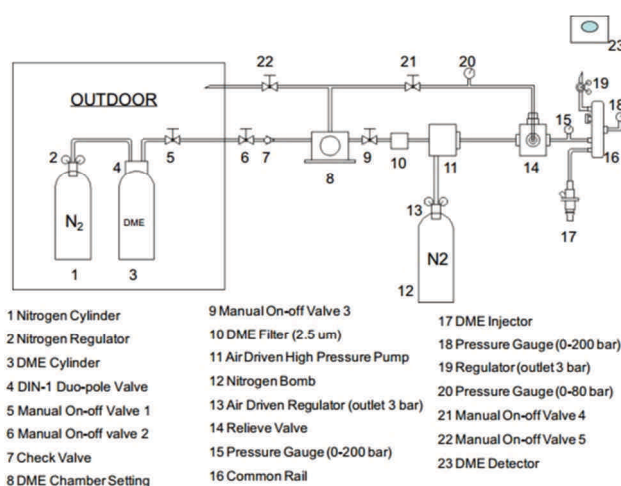 22
21
20
23
OUTDOOR
19
18
15
2
4
5
6
7
9
10
11
14
16
8
N2
DME
13
17
N2
1
3
12
1 Nitrogen Cylinder
2 Nitrogen Regulator
3 DME Cylinder
4 DIN-1 Duo-pole Valve
5 Manual On-off Valve 1
6 Manual On-off valve 2
7 Check Valve
8 DME Chamber Setting
9 Manual On-off Valve 3
10 DME Filter (2.5 um)
11 Air Driven High Pressure Pump
12 Nitrogen Bomb
13 Air Driven Regulator (outlet 3 bar)
14 Relieve Valve
15 Pressure Gauge (0-200 bar)
16 Common Rail
17 DME Injector
18 Pressure Gauge (0-200 bar)
19 Regulator (outlet 3 bar)
20 Pressure Gauge (0-80 bar)
21 Manual On-off Valve 4
22 Manual On-off Valve 5
23 DME Detector